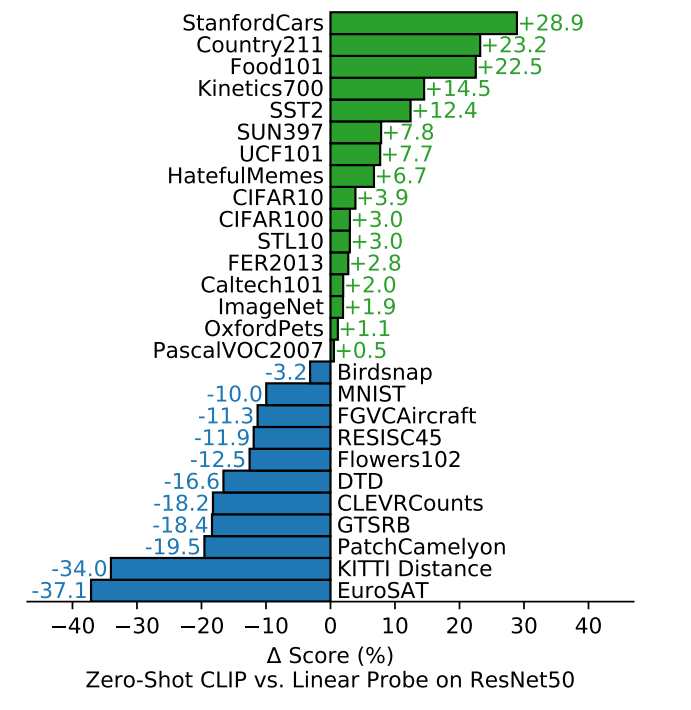 StanfordCars +28.9
Country211 +23.2
Food101 +22.5
Kinetics700 +14.5
SST2 +12.4
SUN397 +7.8
UCF101 +7.7
HatefulMemes +6.7
CIFAR10 +3.9
CIFAR100 +3.0
STL10 +3.0
FER2013 +2.8
Caltech101 +2.0
ImageNet +1.9
OxfordPets +1.1
PascalVOC2007 +0.5
-3.2 Birdsnap
-10.0 MNIST
-11.3 FGVCAircraft
-11.9 RESISC45
-12.5 Flowers102
-16.6 DTD
-18.2 CLEVRCounts
-18.4 GTSRB
-19.5 PatchCamelyon
-34.0 KITTI Distance
-37.1 EuroSAT
−40 −30 −20 −10 0 10 20 30 40
Δ Score (%)
Zero-Shot CLIP vs. Linear Probe on ResNet50